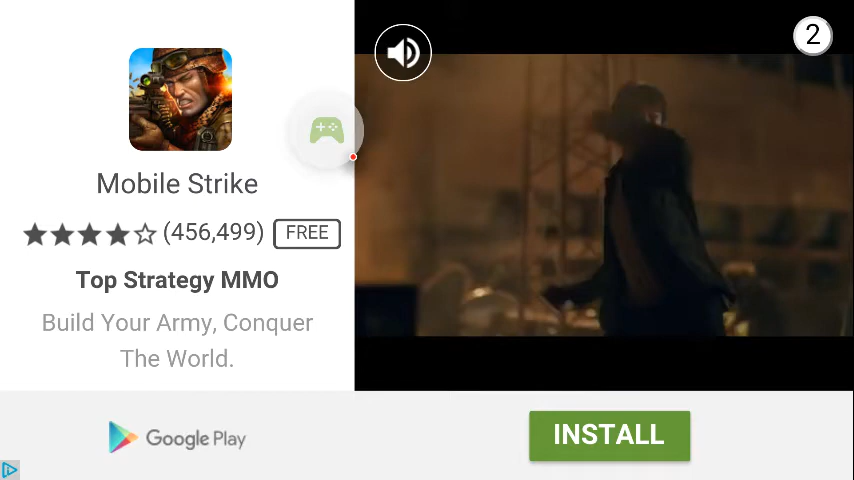 2
Mobile Strike
(456,499) FREE
Top Strategy MMO
Build Your Army, Conquer
The World.
Google Play
INSTALL